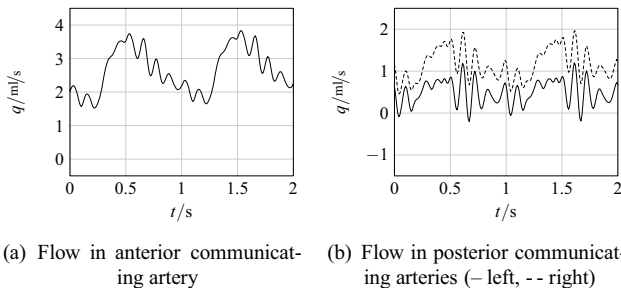 4
3
2
1
0
q/ml/s
0 0.5 1 1.5 2
t/s
(a) Flow in anterior communicat-
ing artery
2
1
0
−1
q/ml/s
0 0.5 1 1.5 2
t/s
(b) Flow in posterior communicat-
ing arteries (– left, - - right)